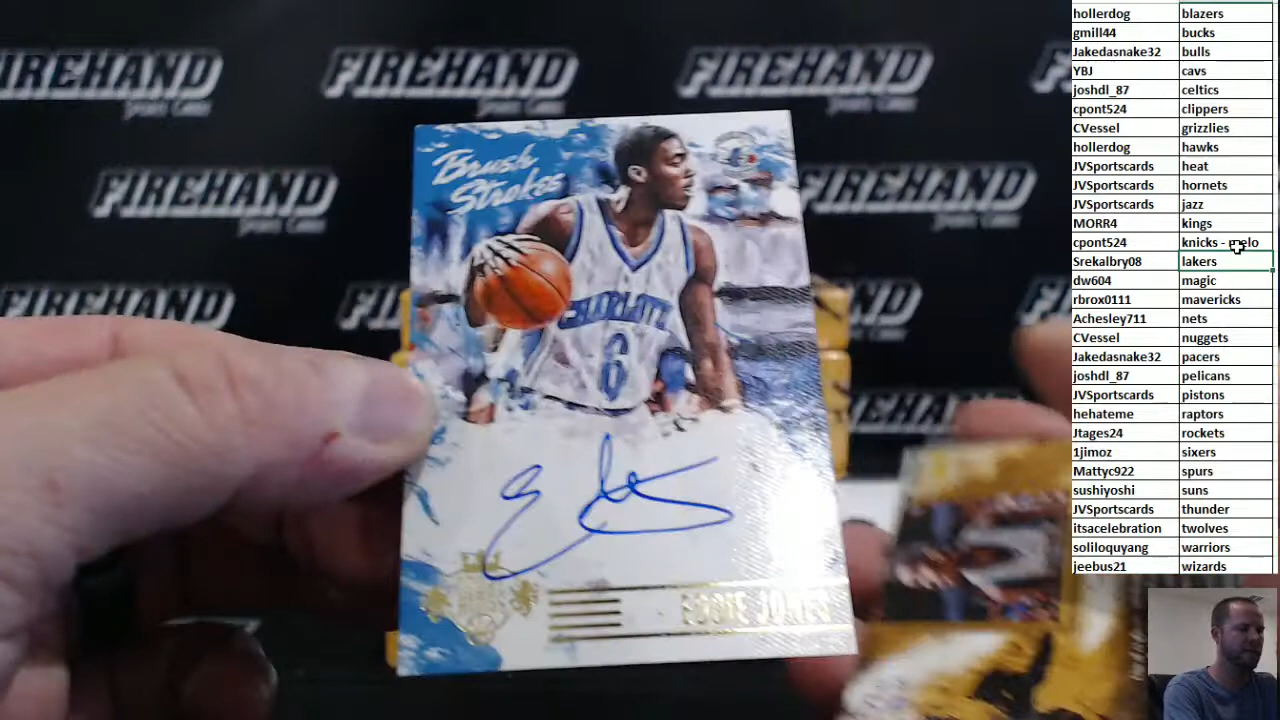 FIREHAND
FIREHAND
FIREHAND
FIREHAND
FIREHAND
FIREHAND
FIREHAND
Brush
Strokes
CHARLOTTE
6
EDDIE JONES
hollerdog blazers
gmill44 bucks
Jakedasnake32 bulls
YBJ cavs
joshdl_87 celtics
cpont524 clippers
CVessel grizzlies
hollerdog hawks
JVSportscards heat
JVSportscards hornets
JVSportscards jazz
MORR4 kings
cpont524 knicks - melo
Srekalbry08 lakers
dw604 magic
rbrox0111 mavericks
Achesley711 nets
CVessel nuggets
Jakedasnake32 pacers
joshdl_87 pelicans
JVSportscards pistons
hehateme raptors
Jtages24 rockets
1jimoz sixers
Mattyc922 spurs
sushiyoshi suns
JVSportscards thunder
itsacelebration twolves
soliloquyang warriors
jeebus21 wizards